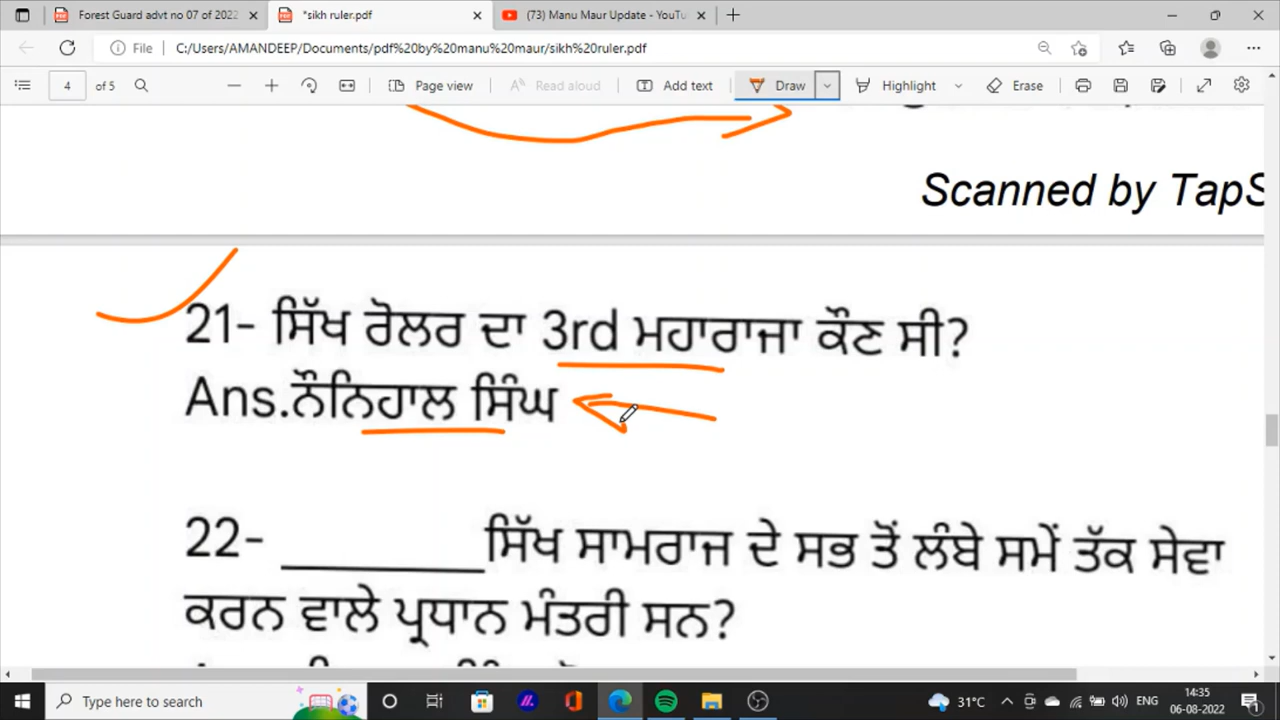 Forest Guard advt no 07 of 2022
*sikh ruler.pdf
(73) Manu Maur Update - YouTu
File C:/Users/AMANDEEP/Documents/pdf%20by%20manu%20maur/sikh%20ruler.pdf
4 of 5 Page view Read aloud Add text Draw Highlight Erase
Scanned by TapS
21- ਸਿੱਖ ਰੋਲਰ ਦਾ 3rd ਮਹਾਰਾਜਾ ਕੌਣ ਸੀ?
Ans.ਨੌਨਿਹਾਲ ਸਿੰਘ
22- ________ ਸਿੱਖ ਸਾਮਰਾਜ ਦੇ ਸਭ ਤੋਂ ਲੰਬੇ ਸਮੇਂ ਤੱਕ ਸੇਵਾ
ਕਰਨ ਵਾਲੇ ਪ੍ਰਧਾਨ ਮੰਤਰੀ ਸਨ?
Type here to search
31°C ENG 14:35
06-08-2022